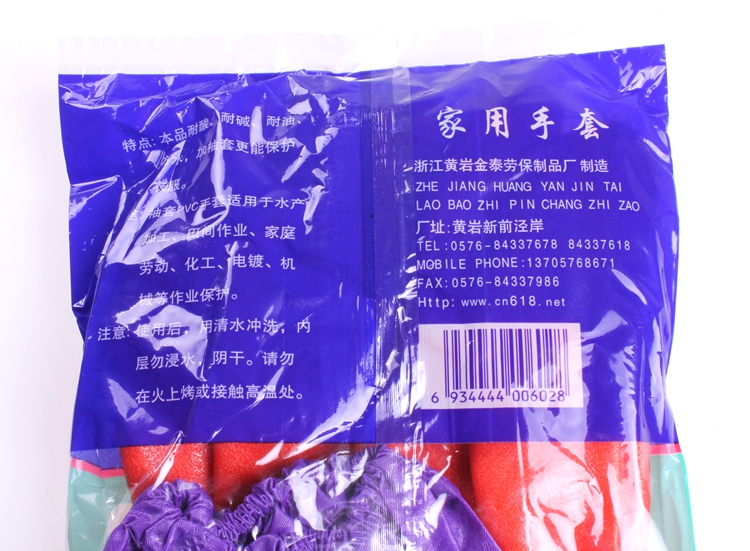 特点: 本品耐酸、耐碱、耐油、
防水, 加袖套更能保护
衣服。
袖套PVC手套适用于水产
加工、田间作业、家庭
劳动、化工、电镀、机
械等作业保护。
注意: 使用后, 用清水冲洗, 内
层勿浸水, 阴干。请勿
在火上烤或接触高温处。
家用手套
浙江黄岩金泰劳保制品厂 制造
ZHE JIANG HUANG YAN JIN TAI
LAO BAO ZHI PIN CHANG ZHI ZAO
厂址: 黄岩新前泾岸
TEL:0576-84337678 84337618
MOBILE PHONE:13705768671
FAX:0576-84337986
Http: www.cn618.net
6 934444 006028